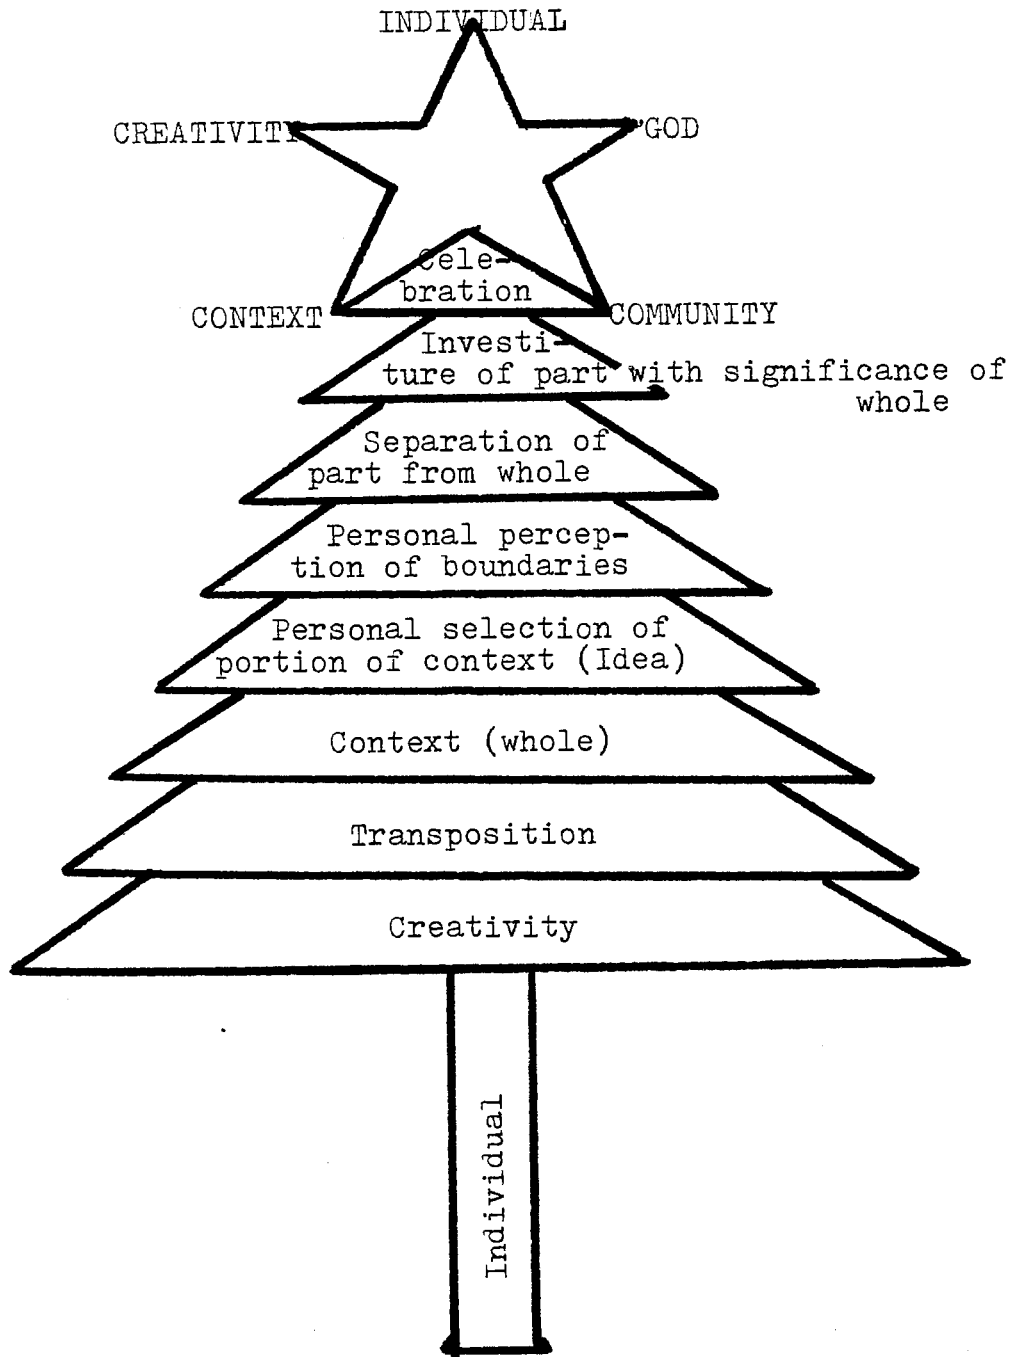 INDIVIDUAL
CREATIVITY
GOD
Cele-
bration
CONTEXT
COMMUNITY
Investi-
ture of part with significance of
whole
Separation of
part from whole
Personal percep-
tion of boundaries
Personal selection of
portion of context (Idea)
Context (whole)
Transposition
Creativity
Individual